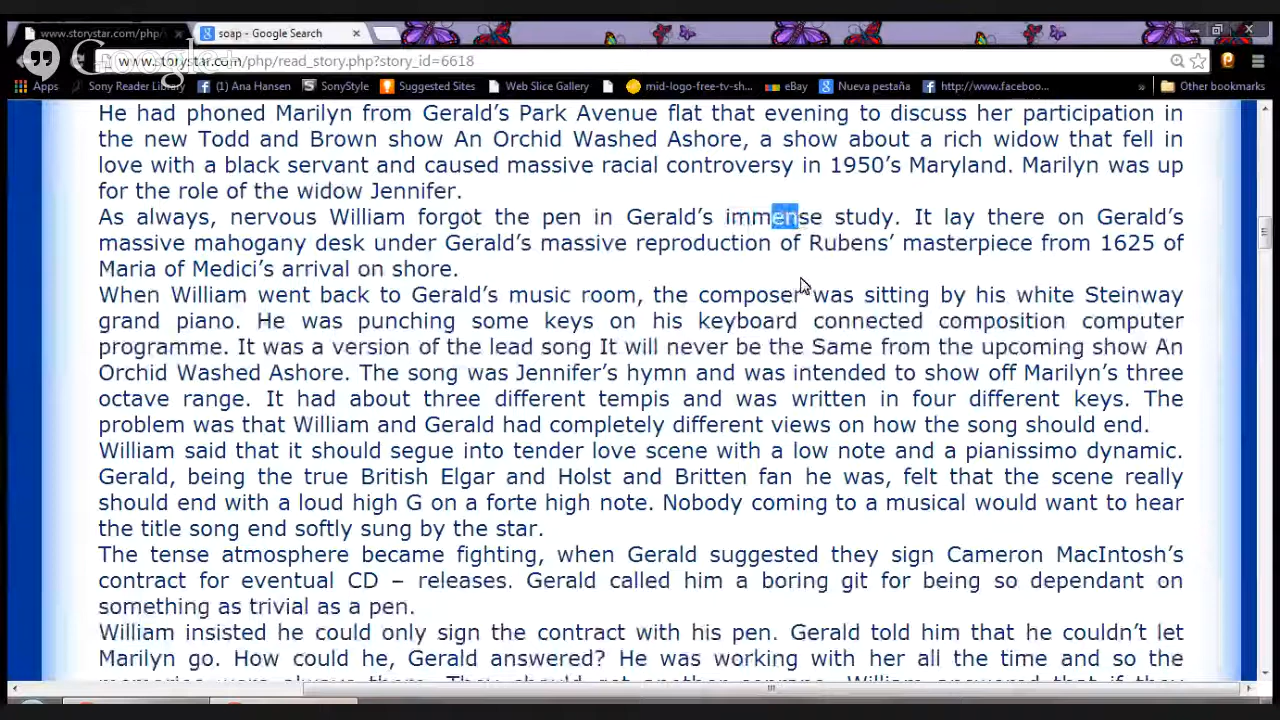 www.storystar.com/php/
soap - Google Search
Google+
www.storystar.com/php/read_story.php?story_id=6618
Apps Sony Reader Library (1) Ana Hansen SonyStyle Suggested Sites Web Slice Gallery mid-logo-free-tv-sh... eBay Nueva pestaña http://www.faceboo... » Other bookmarks
He had phoned Marilyn from Gerald’s Park Avenue flat that evening to discuss her participation in
the new Todd and Brown show An Orchid Washed Ashore, a show about a rich widow that fell in
love with a black servant and caused massive racial controversy in 1950’s Maryland. Marilyn was up
for the role of the widow Jennifer.
As always, nervous William forgot the pen in Gerald’s immense study. It lay there on Gerald’s
massive mahogany desk under Gerald’s massive reproduction of Rubens’ masterpiece from 1625 of
Maria of Medici’s arrival on shore.
When William went back to Gerald’s music room, the composer was sitting by his white Steinway
grand piano. He was punching some keys on his keyboard connected composition computer
programme. It was a version of the lead song It will never be the Same from the upcoming show An
Orchid Washed Ashore. The song was Jennifer’s hymn and was intended to show off Marilyn’s three
octave range. It had about three different tempis and was written in four different keys. The
problem was that William and Gerald had completely different views on how the song should end.
William said that it should segue into tender love scene with a low note and a pianissimo dynamic.
Gerald, being the true British Elgar and Holst and Britten fan he was, felt that the scene really
should end with a loud high G on a forte high note. Nobody coming to a musical would want to hear
the title song end softly sung by the star.
The tense atmosphere became fighting, when Gerald suggested they sign Cameron MacIntosh’s
contract for eventual CD – releases. Gerald called him a boring git for being so dependant on
something as trivial as a pen.
William insisted he could only sign the contract with his pen. Gerald told him that he couldn’t let
Marilyn go. How could he, Gerald answered? He was working with her all the time and so the
memories were always there. They should get another soprano. William answered that if they